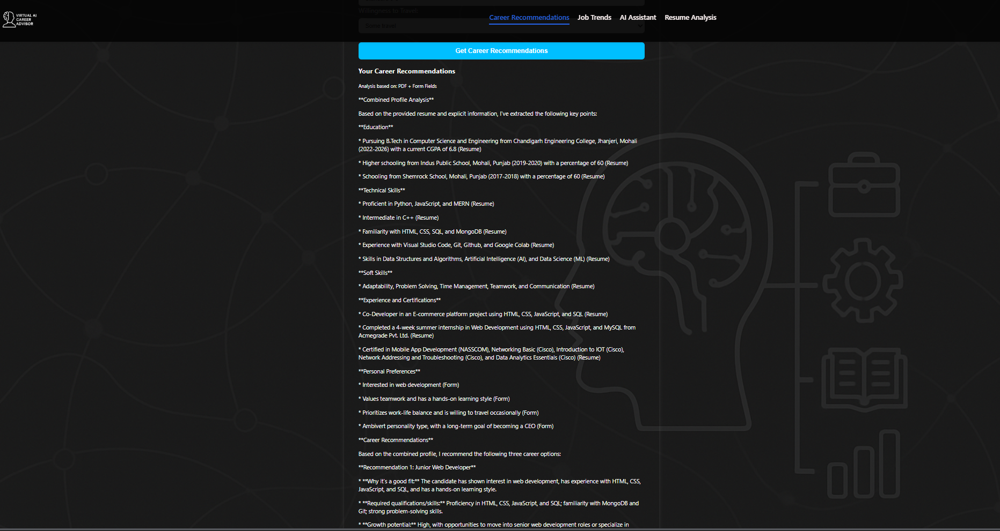 VIRTUAL AI
CAREER
ADVISOR
Willingness to Travel:
Some travel
Career Recommendations
Job Trends
AI Assistant
Resume Analysis
Get Career Recommendations
Your Career Recommendations
Analysis based on: PDF + Form Fields
**Combined Profile Analysis**
Based on the provided resume and explicit information, I've extracted the following key points:
**Education**
* Pursuing B.Tech in Computer Science and Engineering from Chandigarh Engineering College, Jhanjeri, Mohali
(2022-2026) with a current CGPA of 6.8 (Resume)
* Higher schooling from Indus Public School, Mohali, Punjab (2019-2020) with a percentage of 60 (Resume)
* Schooling from Shemrock School, Mohali, Punjab (2017-2018) with a percentage of 60 (Resume)
**Technical Skills**
* Proficient in Python, JavaScript, and MERN (Resume)
* Intermediate in C++ (Resume)
* Familiarity with HTML, CSS, SQL, and MongoDB (Resume)
* Experience with Visual Studio Code, Git, Github, and Google Colab (Resume)
* Skills in Data Structures and Algorithms, Artificial Intelligence (AI), and Data Science (ML) (Resume)
**Soft Skills**
* Adaptability, Problem Solving, Time Management, Teamwork, and Communication (Resume)
**Experience and Certifications**
* Co-Developer in an E-commerce platform project using HTML, CSS, JavaScript, and SQL (Resume)
* Completed a 4-week summer internship in Web Development using HTML, CSS, JavaScript, and MySQL from
Acmegrade Pvt. Ltd. (Resume)
* Certified in Mobile App Development (NASSCOM), Networking Basic (Cisco), Introduction to IOT (Cisco),
Network Addressing and Troubleshooting (Cisco), and Data Analytics Essentials (Cisco) (Resume)
**Personal Preferences**
* Interested in web development (Form)
* Values teamwork and has a hands-on learning style (Form)
* Prioritizes work-life balance and is willing to travel occasionally (Form)
* Ambivert personality type, with a long-term goal of becoming a CEO (Form)
**Career Recommendations**
Based on the combined profile, I recommend the following three career options:
**Recommendation 1: Junior Web Developer**
* **Why it's a good fit:** The candidate has shown interest in web development, has experience with HTML, CSS,
JavaScript, and SQL, and has a hands-on learning style.
* **Required qualifications/skills:** Proficiency in HTML, CSS, JavaScript, and SQL; familiarity with MongoDB and
Git; strong problem-solving skills.
* **Growth potential:** High, with opportunities to move into senior web development roles or specialize in